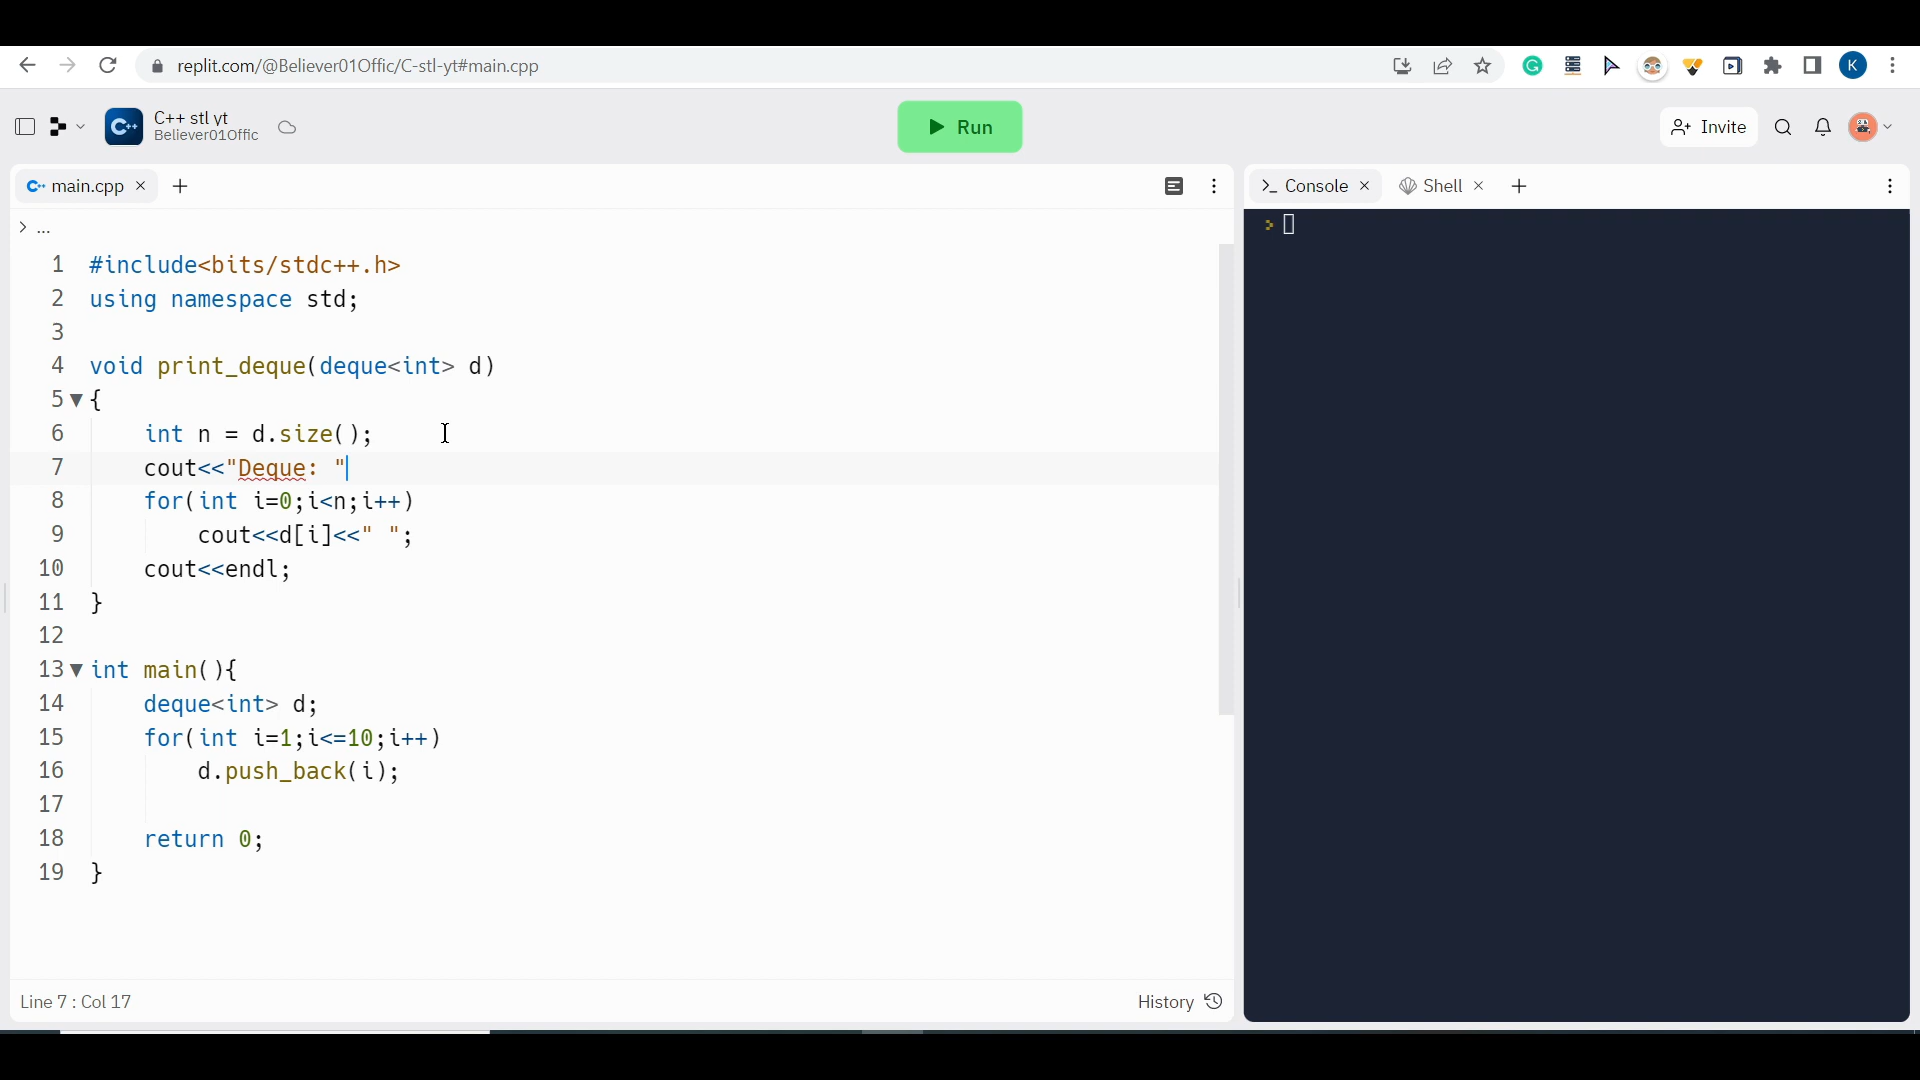 replit.com/@Believer01Offic/C-stl-yt#main.cpp
K
C++ stl yt
Believer01Offic
Run
Invite
main.cpp
Console
Shell
> ...
1 #include<bits/stdc++.h>
2 using namespace std;
3
4 void print_deque(deque<int> d)
5 {
6 int n = d.size();
7 cout<<"Deque: "
8 for(int i=0;i<n;i++)
9 cout<<d[i]<<" ";
10 cout<<endl;
11 }
12
13 int main(){
14 deque<int> d;
15 for(int i=1;i<=10;i++)
16 d.push_back(i);
17
18 return 0;
19 }
Line 7 : Col 17
History